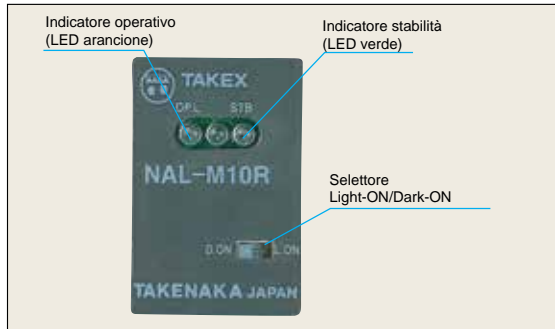 Indicatore operativo
(LED arancione)
Indicatore stabilità
(LED verde)
TAKEX
OPL STB
NAL-M10R
Selettore
Light-ON/Dark-ON
D.ON L.ON
TAKENAKA JAPAN